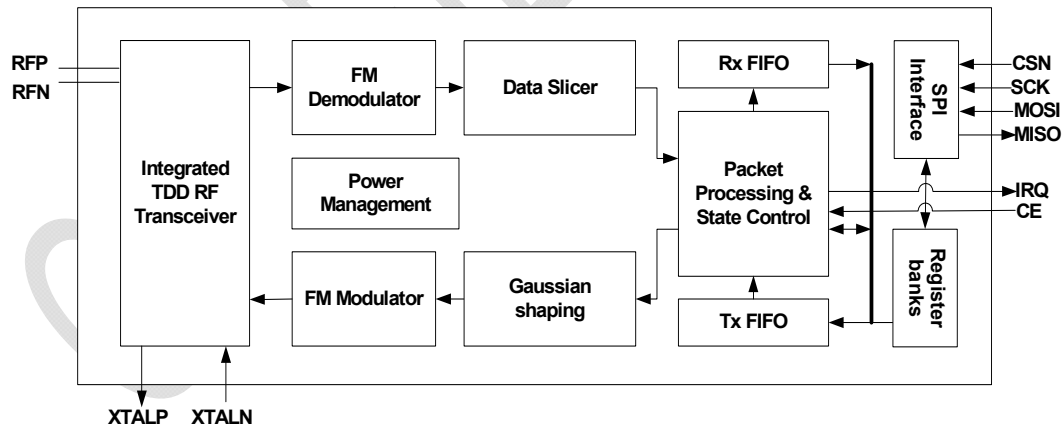 RFP
RFN
Integrated
TDD RF
Transceiver
FM
Demodulator
Data Slicer
Power
Management
FM Modulator
Gaussian
shaping
Rx FIFO
Packet
Processing &
State Control
Tx FIFO
SPI
Interface
Register
banks
CSN
SCK
MOSI
MISO
IRQ
CE
XTALP
XTALN